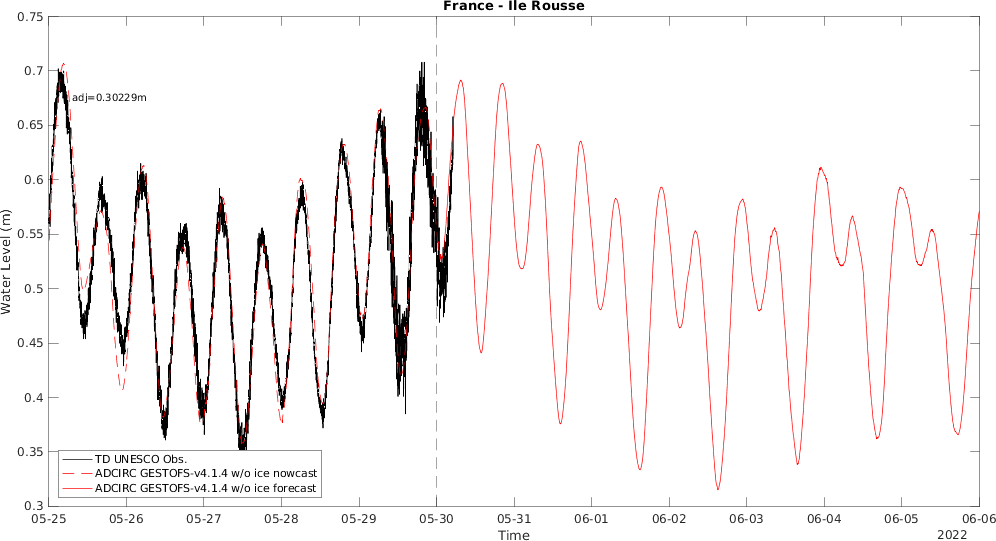 France - Ile Rousse
0.75
0.7
adj=0.30229m
0.65
0.6
0.55
Water Level (m)
0.5
0.45
0.4
0.35
TD UNESCO Obs.
ADCIRC GESTOFS-v4.1.4 w/o ice nowcast
ADCIRC GESTOFS-v4.1.4 w/o ice forecast
0.3
05-25 05-26 05-27 05-28 05-29 05-30 05-31 06-01 06-02 06-03 06-04 06-05 06-06
Time
2022